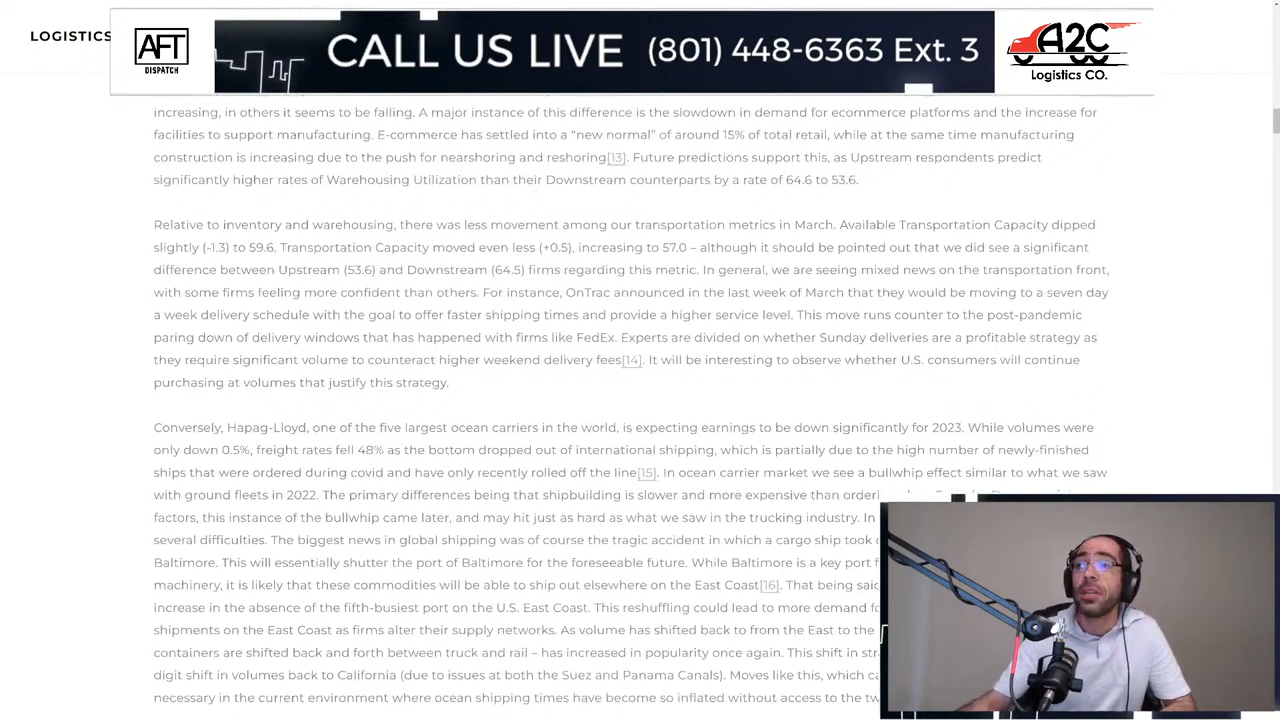 LOGISTICS
AFT
DISPATCH
CALL US LIVE (801) 448-6363 Ext. 3
A2C
Logistics CO.
increasing, in others it seems to be falling. A major instance of this difference is the slowdown in demand for ecommerce platforms and the increase for
facilities to support manufacturing. E-commerce has settled into a “new normal” of around 15% of total retail, while at the same time manufacturing
construction is increasing due to the push for nearshoring and reshoring[13]. Future predictions support this, as Upstream respondents predict
significantly higher rates of Warehousing Utilization than their Downstream counterparts by a rate of 64.6 to 53.6.
Relative to inventory and warehousing, there was less movement among our transportation metrics in March. Available Transportation Capacity dipped
slightly (-1.3) to 59.6. Transportation Capacity moved even less (+0.5), increasing to 57.0 – although it should be pointed out that we did see a significant
difference between Upstream (53.6) and Downstream (64.5) firms regarding this metric. In general, we are seeing mixed news on the transportation front,
with some firms feeling more confident than others. For instance, OnTrac announced in the last week of March that they would be moving to a seven day
a week delivery schedule with the goal to offer faster shipping times and provide a higher service level. This move runs counter to the post-pandemic
paring down of delivery windows that has happened with firms like FedEx. Experts are divided on whether Sunday deliveries are a profitable strategy as
they require significant volume to counteract higher weekend delivery fees[14]. It will be interesting to observe whether U.S. consumers will continue
purchasing at volumes that justify this strategy.
Conversely, Hapag-Lloyd, one of the five largest ocean carriers in the world, is expecting earnings to be down significantly for 2023. While volumes were
only down 0.5%, freight rates fell 48% as the bottom dropped out of international shipping, which is partially due to the high number of newly-finished
ships that were ordered during covid and have only recently rolled off the line[15]. In ocean carrier market we see a bullwhip effect similar to what we saw
with ground fleets in 2022. The primary differences being that shipbuilding is slower and more expensive than
factors, this instance of the bullwhip came later, and may hit just as hard as what we saw in the trucking industry. In
several difficulties. The biggest news in global shipping was of course the tragic accident in which a cargo ship took
Baltimore. This will essentially shutter the port of Baltimore for the foreseeable future. While Baltimore is a key port
machinery, it is likely that these commodities will be able to ship out elsewhere on the East Coast[16]. That being said
increase in the absence of the fifth-busiest port on the U.S. East Coast. This reshuffling could lead to more demand
shipments on the East Coast as firms alter their supply networks. As volume has shifted back to from the East to the
containers are shifted back and forth between truck and rail – has increased in popularity once again. This shift in
digit shift in volumes back to California (due to issues at both the Suez and Panama Canals). Moves like this, which
necessary in the current environment where ocean shipping times have become so inflated without access to the